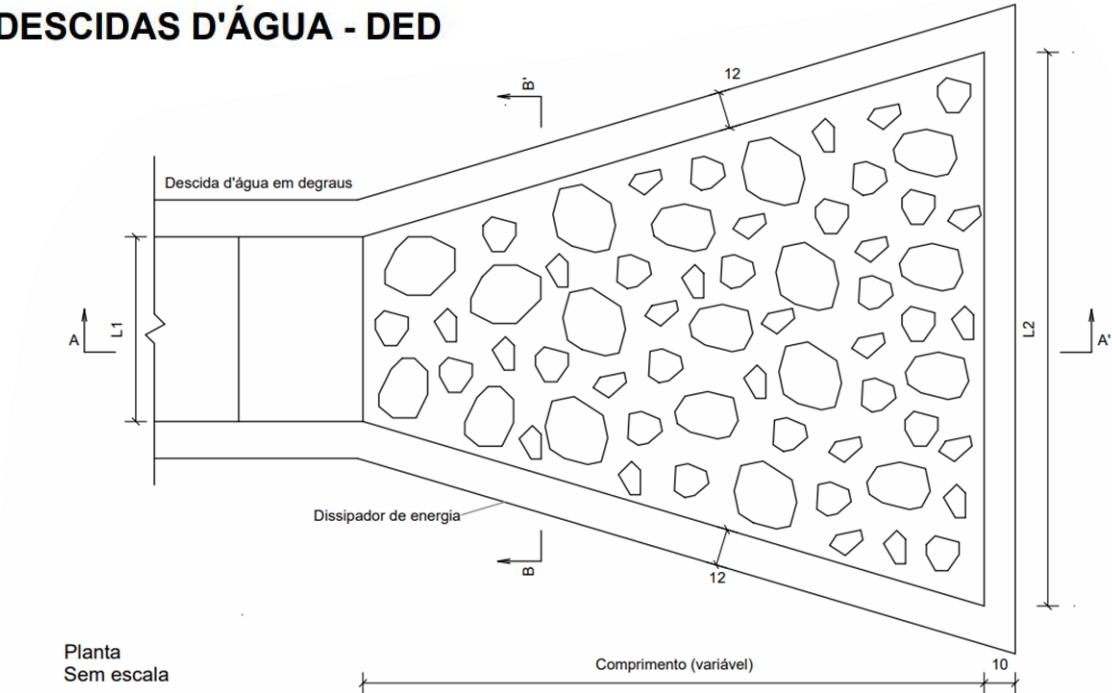 DESCIDAS D'ÁGUA - DED
12
B'
Descida d'água em degraus
A
L1
L2
A'
Dissipador de energia
B
12
Planta
Sem escala
Comprimento (variável)
10